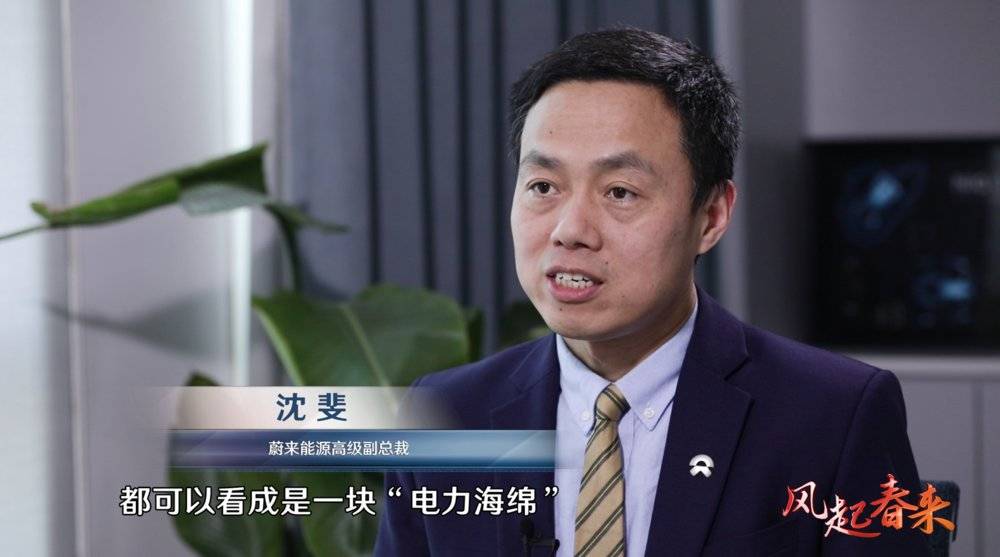 沈斐
蔚来能源高级副总裁
都可以看成是一块“电力海绵”
风起春来